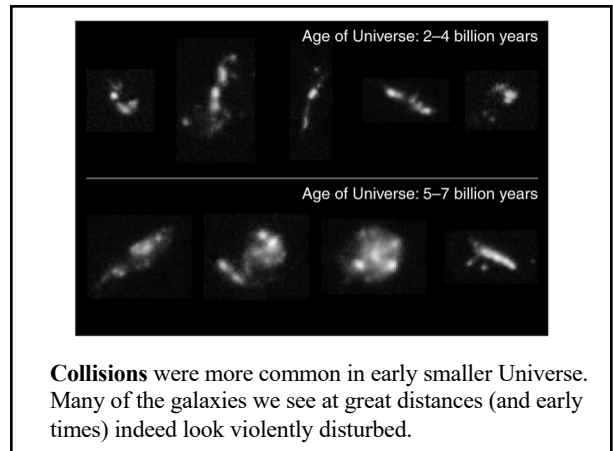 Age of Universe: 2–4 billion years
Age of Universe: 5–7 billion years
Collisions were more common in early smaller Universe.
Many of the galaxies we see at great distances (and early
times) indeed look violently disturbed.